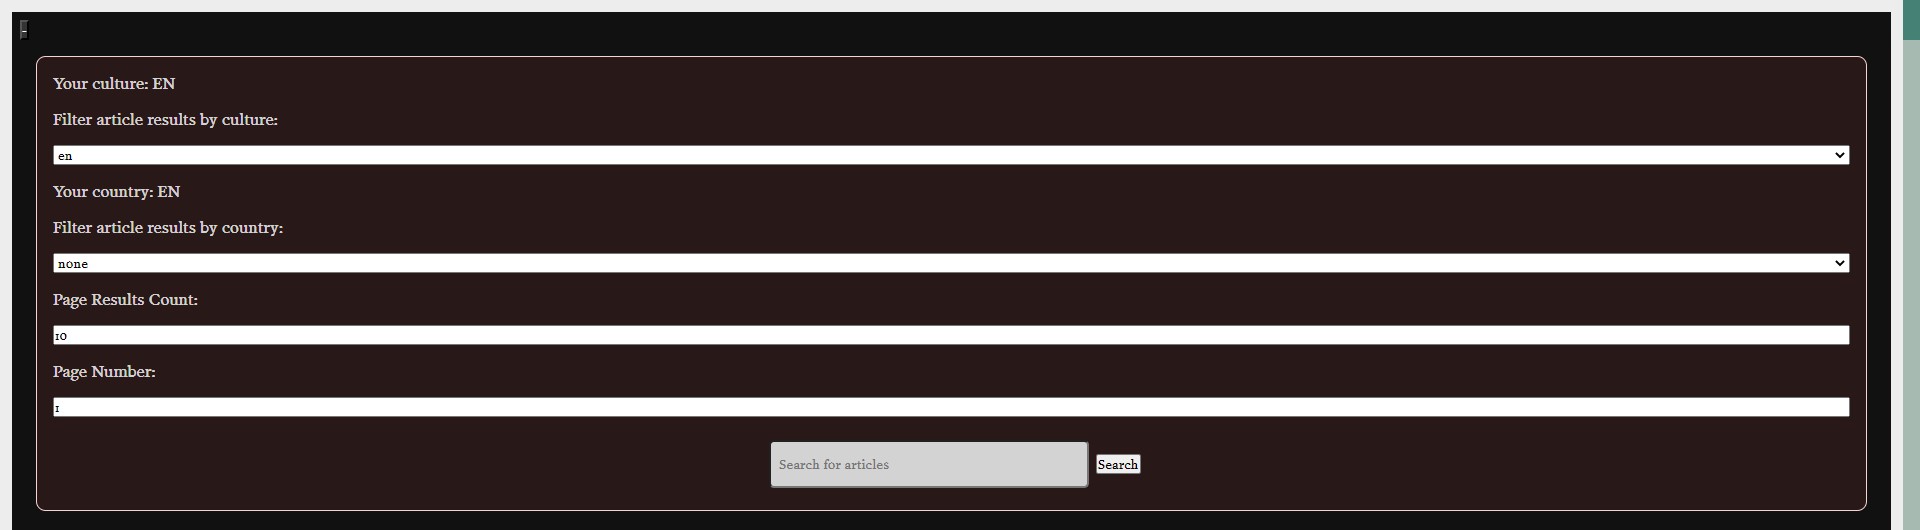 -
Your culture: EN
Filter article results by culture:
en
Your country: EN
Filter article results by country:
none
Page Results Count:
10
Page Number:
1
Search for articles Search